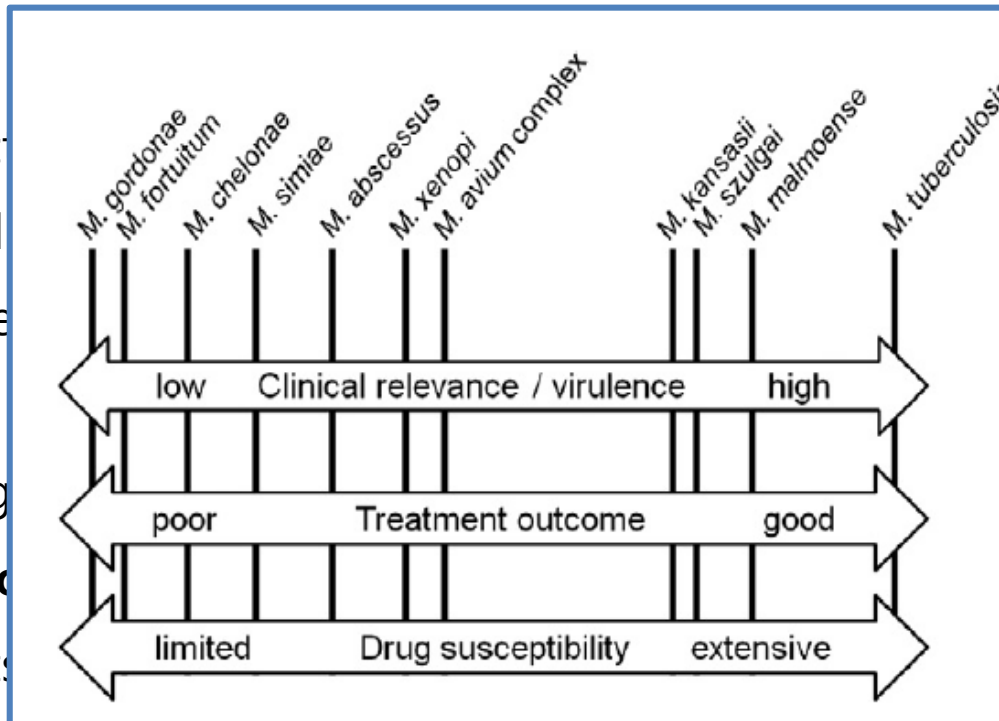 M. gordonae
M. fortuitum
M. chelonae
M. simiae
M. abscessus
M. xenopi
M. avium complex
M. kansasii
M. szulgai
M. malmoense
M. tuberculosis
low Clinical relevance / virulence high
poor Treatment outcome good
limited Drug susceptibility extensive